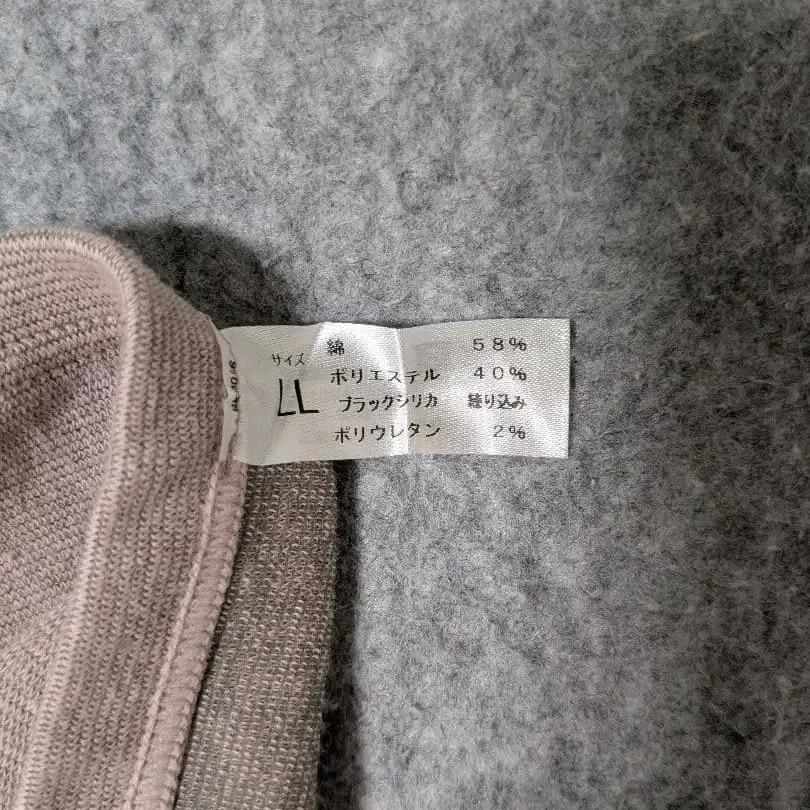 サイズ
LL
綿 58%
ポリエステル 40%
ブラックシリカ 練り込み
ポリウレタン 2%